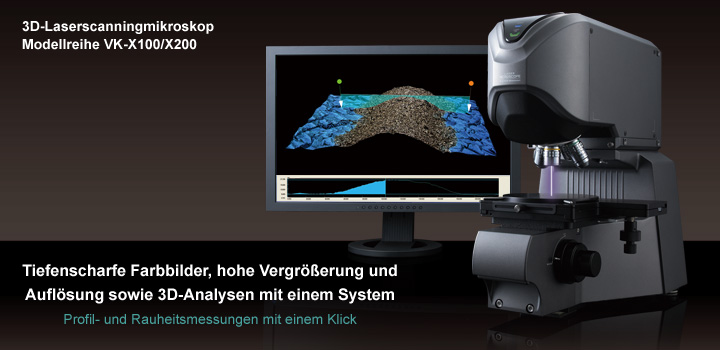 3D-Laserscanningmikroskop
Modellreihe VK-X100/X200
Tiefenscharfe Farbbilder, hohe Vergrößerung und
Auflösung sowie 3D-Analysen mit einem System
Profil- und Rauheitsmessungen mit einem Klick